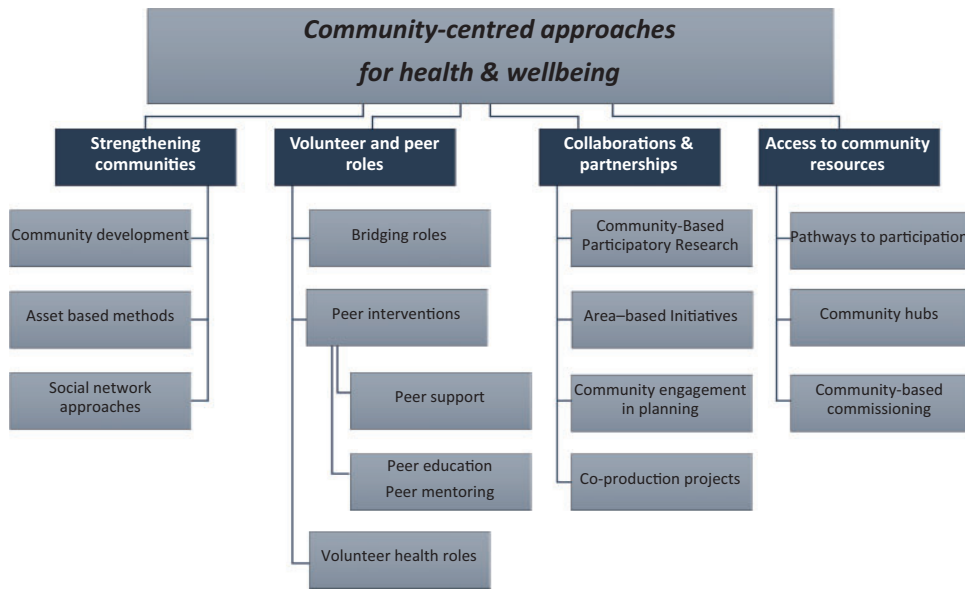 Community-centred approaches
for health & wellbeing
Strengthening
communities
Community development
Asset based methods
Social network
approaches
Volunteer and peer
roles
Bridging roles
Peer interventions
Peer support
Peer education
Peer mentoring
Volunteer health roles
Collaborations &
partnerships
Community-Based
Participatory Research
Area–based Initiatives
Community engagement
in planning
Co-production projects
Access to community
resources
Pathways to participation
Community hubs
Community-based
commissioning